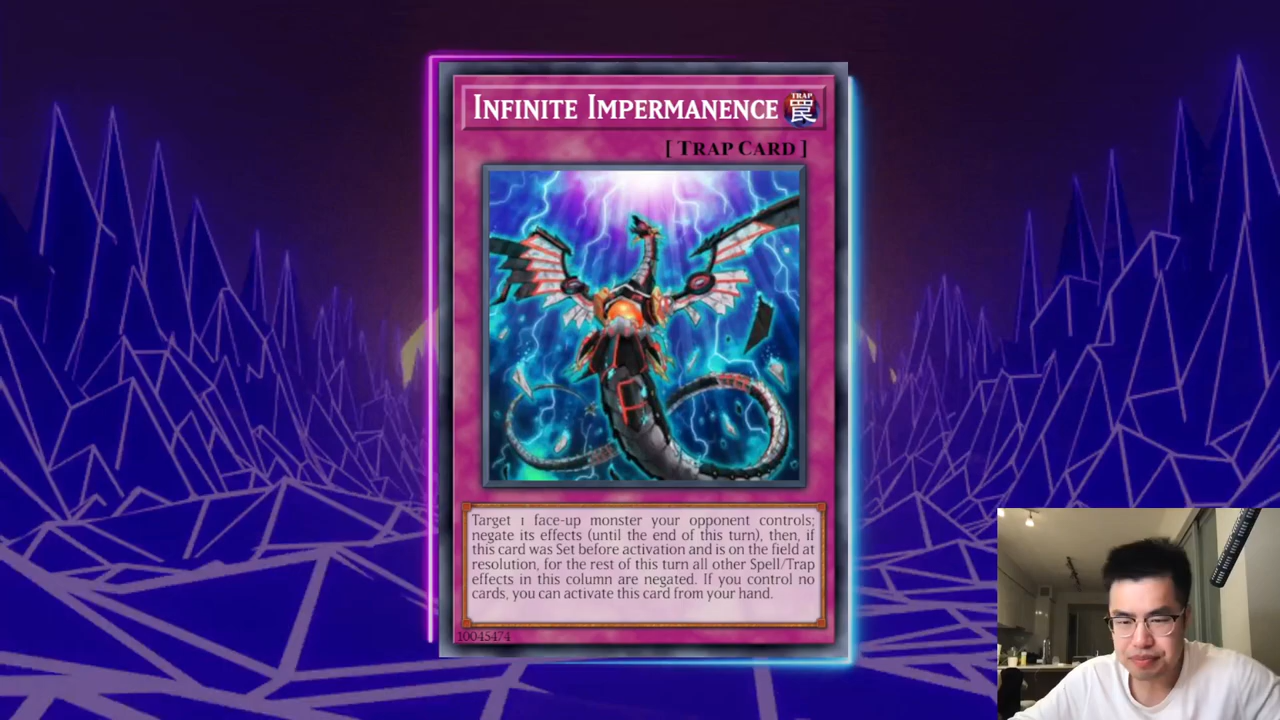 INFINITE IMPERMANENCE
TRAP
罠
[ TRAP CARD ]
Target 1 face-up monster your opponent controls;
negate its effects (until the end of this turn), then, if
this card was Set before activation and is on the field at
resolution, for the rest of this turn all other Spell/Trap
effects in this column are negated. If you control no
cards, you can activate this card from your hand.
10045474